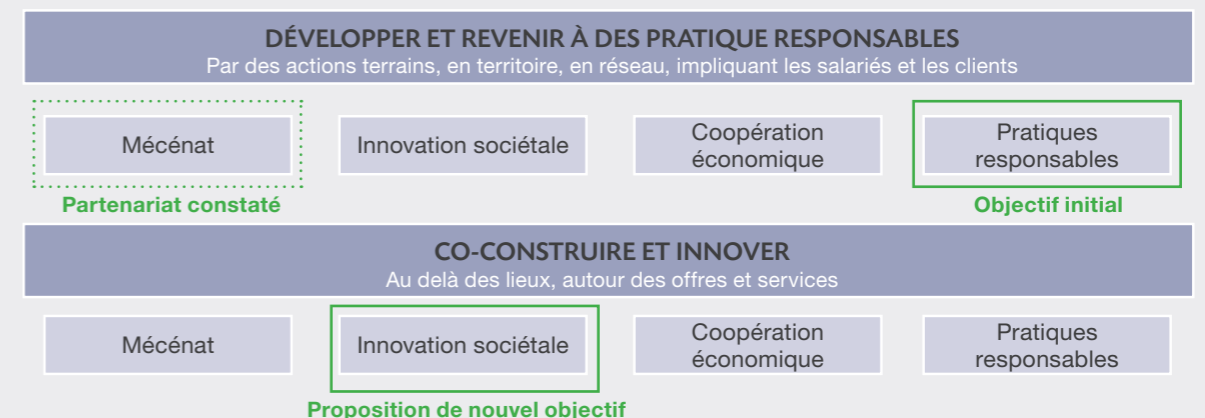 DÉVELOPPER ET REVENIR À DES PRATIQUE RESPONSABLES
Par des actions terrains, en territoire, en réseau, impliquant les salariés et les clients
Mécénat
Innovation sociétale
Coopération
économique
Pratiques
responsables
Partenariat constaté
Objectif initial
CO-CONSTRUIRE ET INNOVER
Au delà des lieux, autour des offres et services
Mécénat
Innovation sociétale
Coopération
économique
Pratiques
responsables
Proposition de nouvel objectif